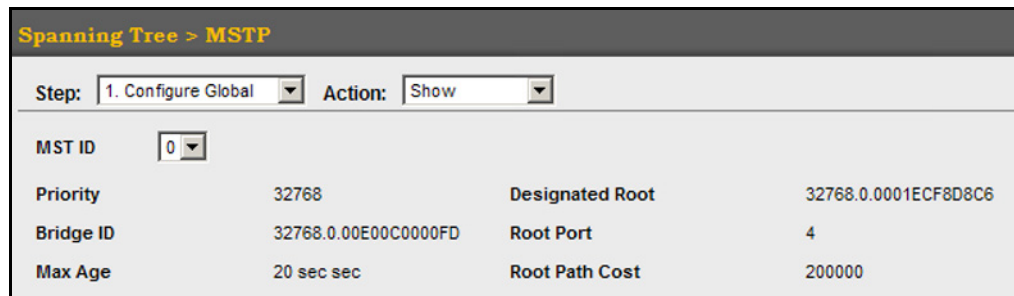 Spanning Tree > MSTP
Step: 1. Configure Global Action: Show
MST ID 0
Priority 32768 Designated Root 32768.0.0001ECF8D8C6
Bridge ID 32768.0.00E00C0000FD Root Port 4
Max Age 20 sec sec Root Path Cost 200000